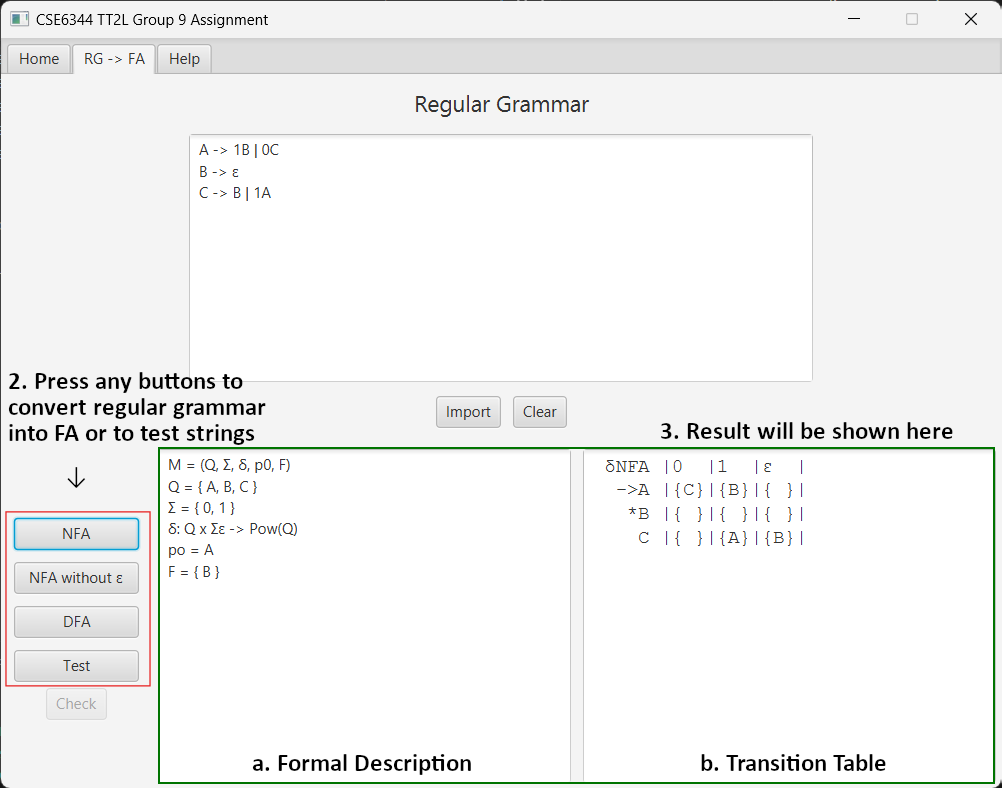 CSE6344 TT2L Group 9 Assignment
Home
RG -> FA
Help
Regular Grammar
A -> 1B | 0C
B -> ε
C -> B | 1A
2. Press any buttons to
convert regular grammar
into FA or to test strings
Import
Clear
3. Result will be shown here
NFA
NFA without ε
DFA
Test
Check
M = (Q, Σ, δ, p0, F)
Q = { A, B, C }
Σ = { 0, 1 }
δ: Q x Σε -> Pow(Q)
po = A
F = { B }
a. Formal Description
δNFA |0 |1 |ε |
->A |{C}|{B}|{ }|
*B |{ }|{ }|{ }|
C |{ }|{A}|{B}|
b. Transition Table